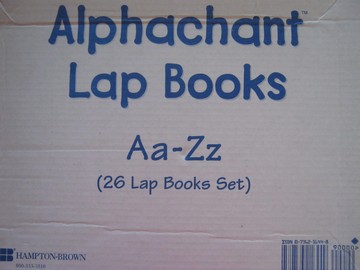 Alphachant™
Lap Books
Aa-Zz
(26 Lap Books Set)
HAMPTON-BROWN